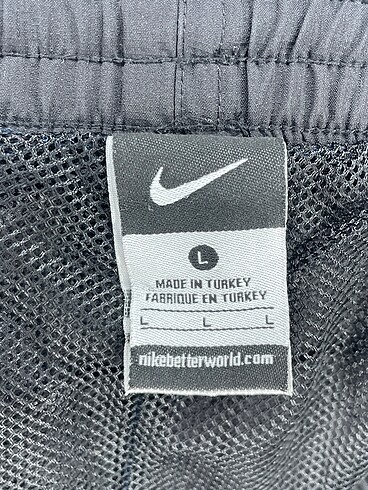 L
MADE IN TURKEY
FABRIQUE EN TURKEY
L L L
nikebetterworld.com